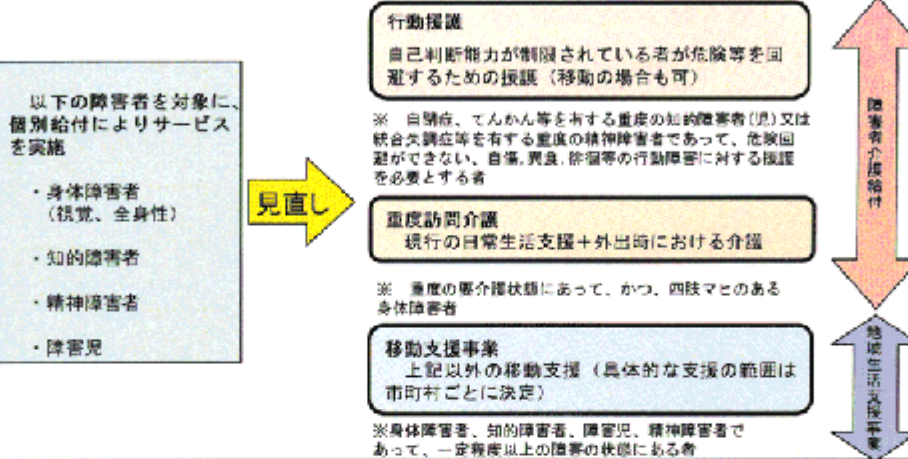 以下の障害者を対象に、
個別給付によりサービス
を実施
・身体障害者
（視覚、全身性）
・知的障害者
・精神障害者
・障害児
見直し
行動援護
自己判断能力が制限されている者が危険等を回
避するための援護（移動の場合も可）
※　自閉症、てんかん等を有する重度の知的障害者(児)又は
統合失調症等を有する重度の精神障害者であって、危険回
避ができない、自傷、異食、徘徊等の行動障害に対する援護
を必要とする者
重度訪問介護
現行の日常生活支援＋外出時における介護
※　重度の要介護状態にあって、かつ、四肢マヒのある
身体障害者
移動支援事業
上記以外の移動支援（具体的な支援の範囲は
市町村ごとに決定）
※身体障害者、知的障害者、障害児、精神障害者で
あって、一定程度以上の障害の状態にある者
障害者介護給付
地域生活支援事業